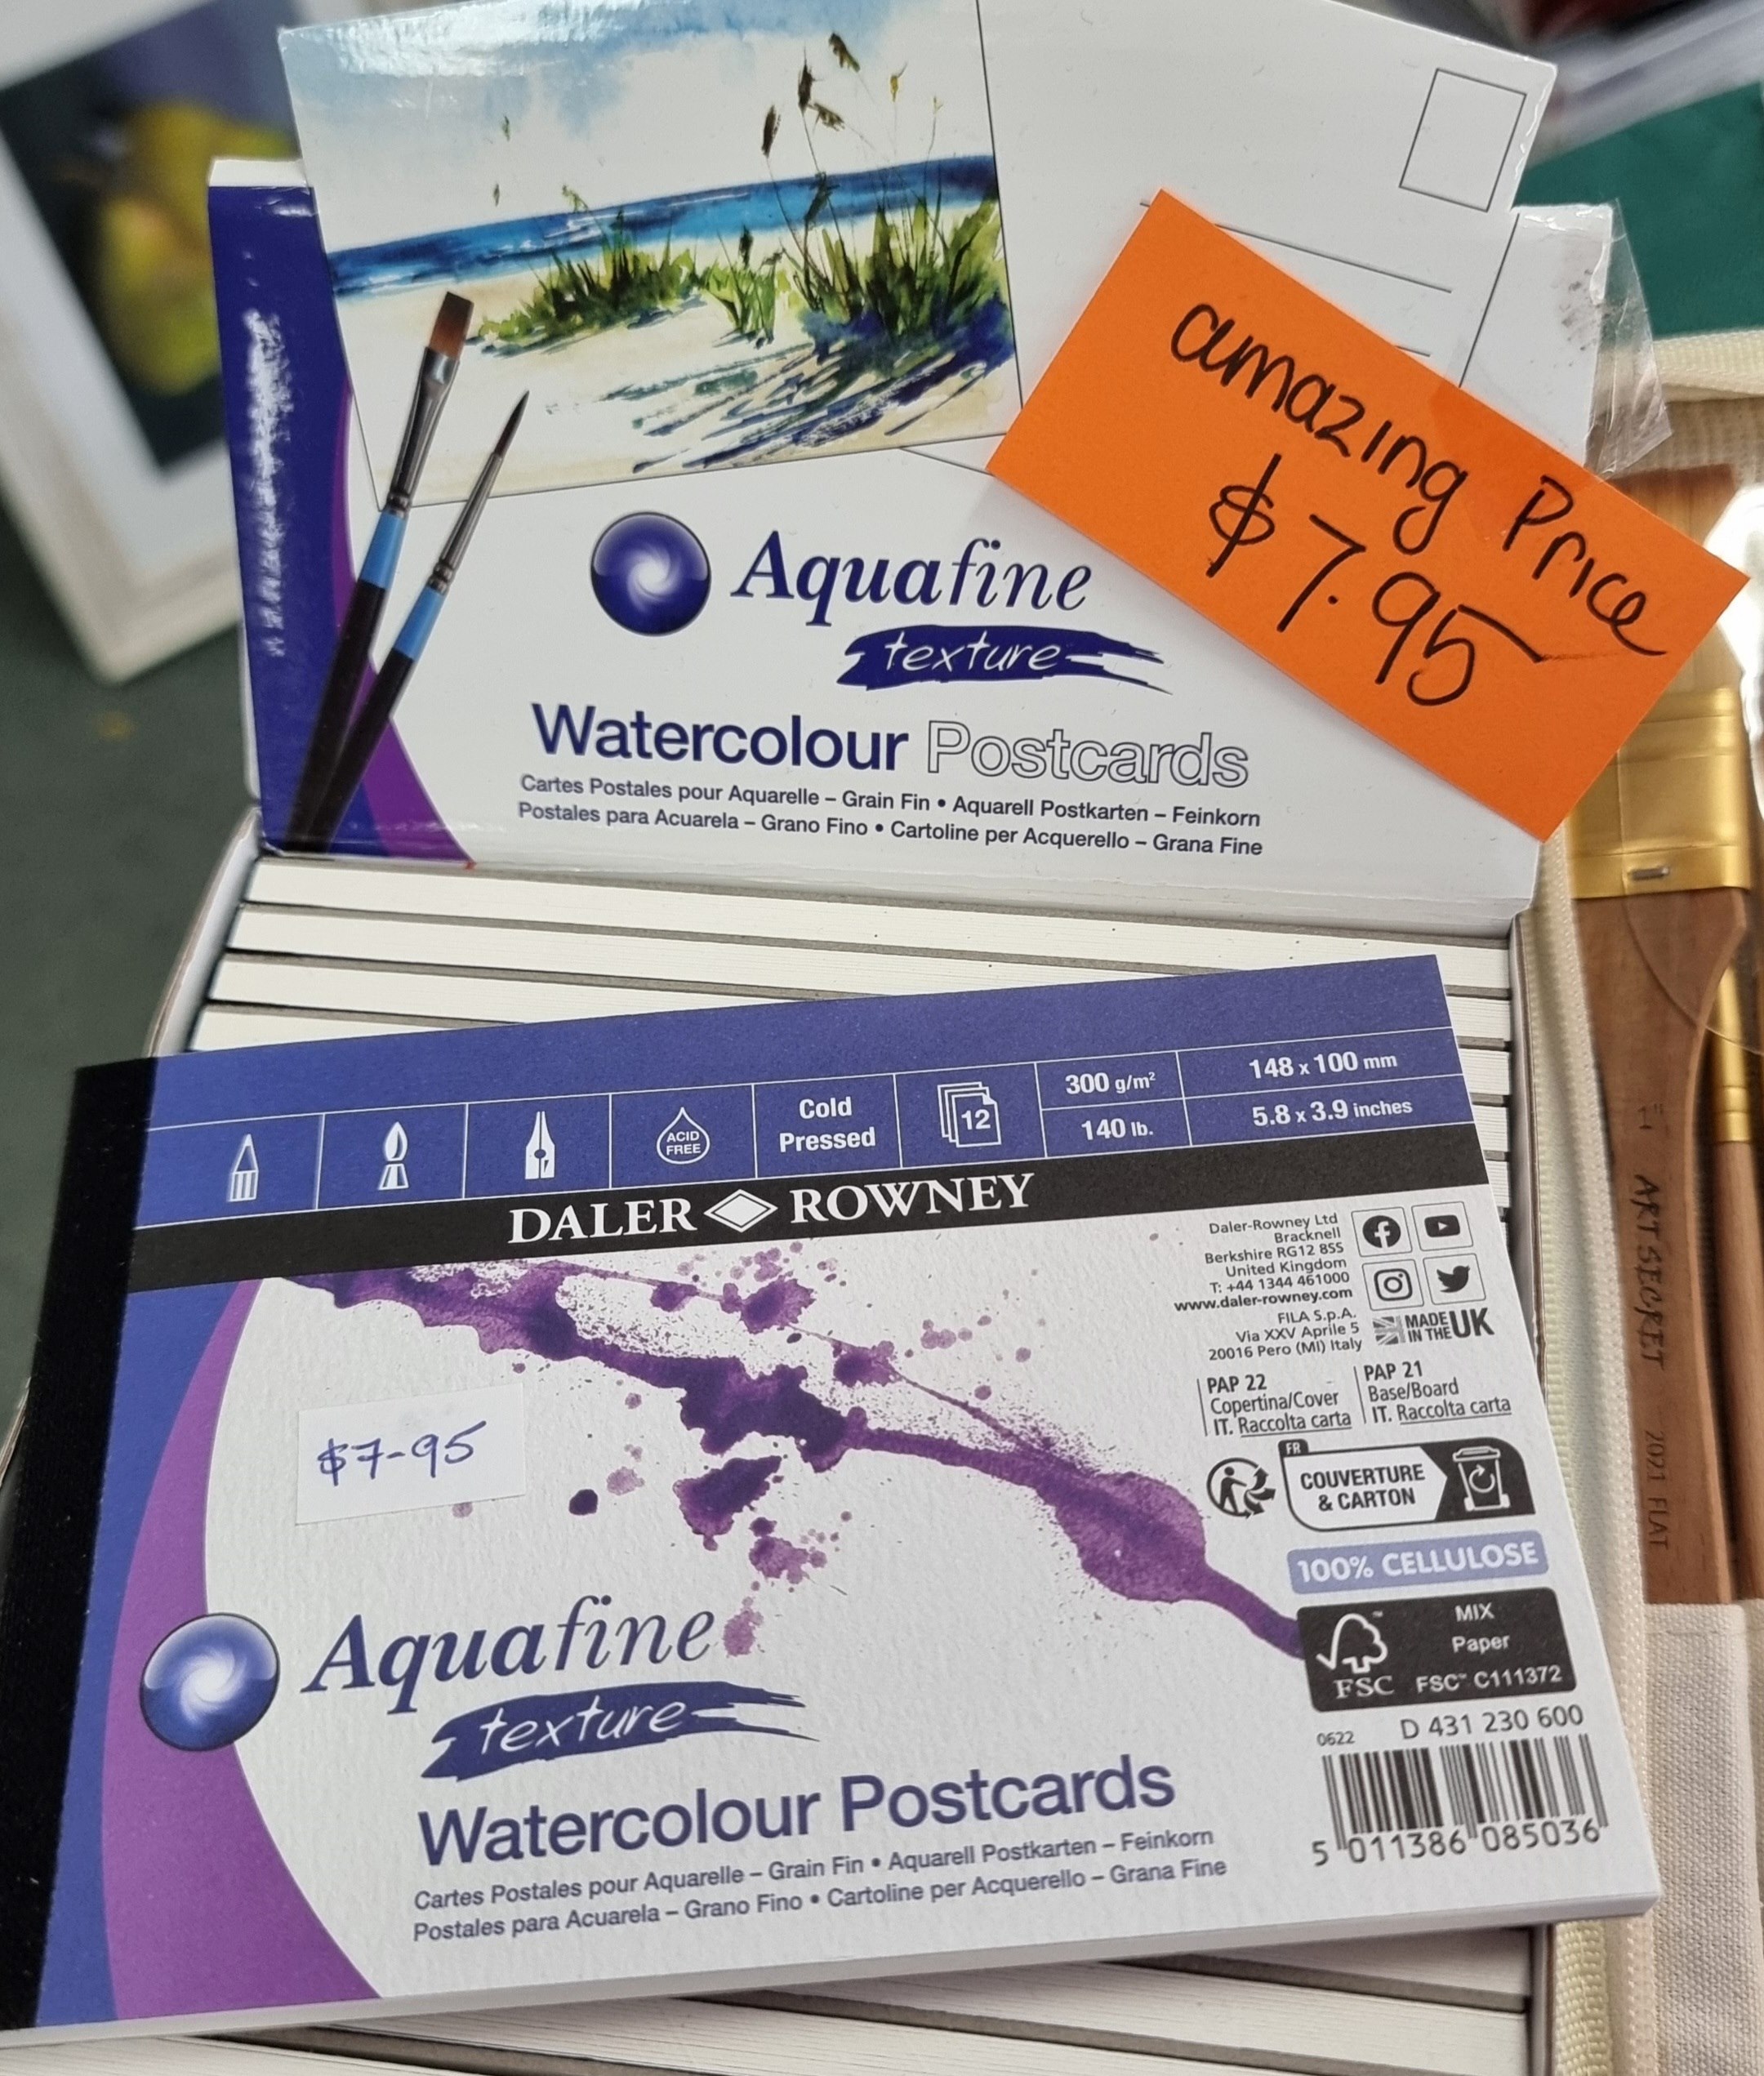 amazing Price
$7.95
Aquafine
texture
Watercolour Postcards
Cartes Postales pour Aquarelle – Grain Fin • Aquarell Postkarten – Feinkorn
Postales para Acuarela – Grano Fino • Cartoline per Acquerello – Grana Fine
ACID
FREE
Cold
Pressed
12
300 g/m²
140 lb.
148 x 100 mm
5.8 x 3.9 inches
DALER ROWNEY
Daler-Rowney Ltd
Bracknell
Berkshire RG12 8SS
United Kingdom
T: +44 1344 461000
www.daler-rowney.com
FILA S.p.A.
Via XXV Aprile 5
20016 Pero (MI) Italy
MADE
IN THE UK
PAP 22
Copertina/Cover
IT. Raccolta carta
PAP 21
Base/Board
IT. Raccolta carta
FR
COUVERTURE
& CARTON
100% CELLULOSE
FSC
MIX
Paper
FSC™ C111372
0622 D 431 230 600
5 011386 085036
$7-95
Aquafine
texture
Watercolour Postcards
Cartes Postales pour Aquarelle – Grain Fin • Aquarell Postkarten – Feinkorn
Postales para Acuarela – Grano Fino • Cartoline per Acquerello – Grana Fine
1" ART SECRET 2021 FLAT